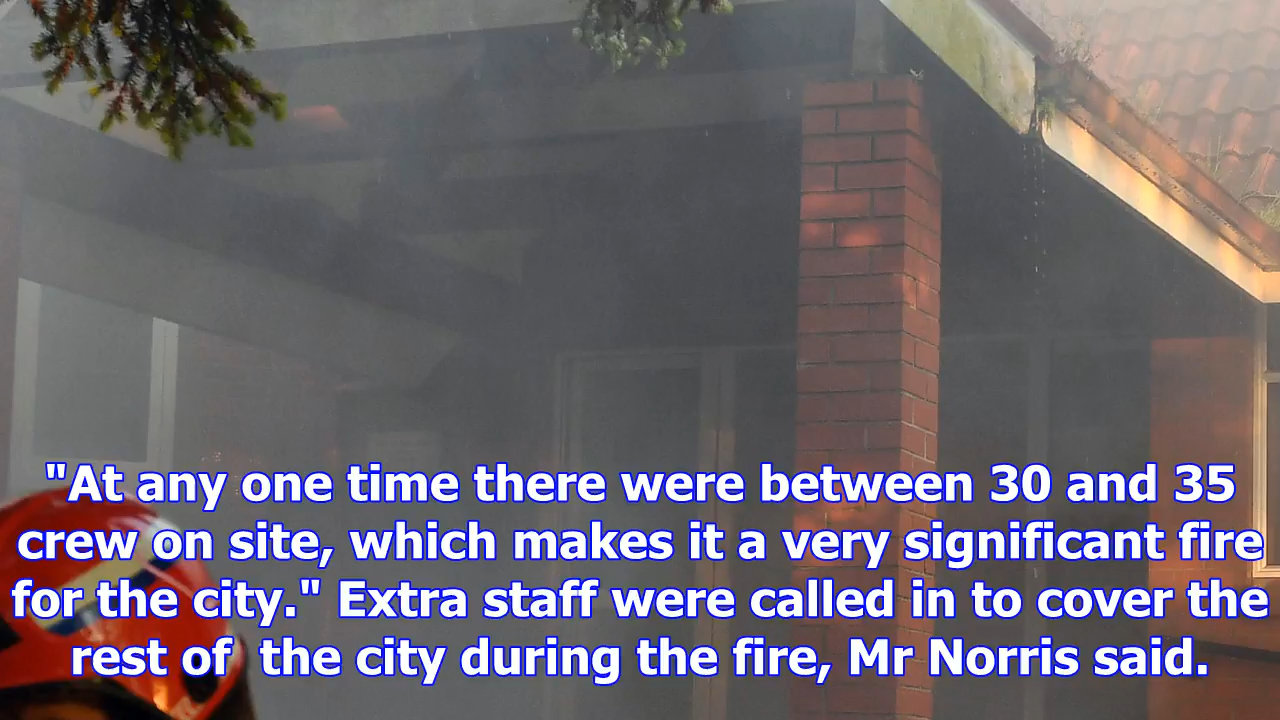 "At any one time there were between 30 and 35
crew on site, which makes it a very significant fire
for the city." Extra staff were called in to cover the
rest of  the city during the fire, Mr Norris said.